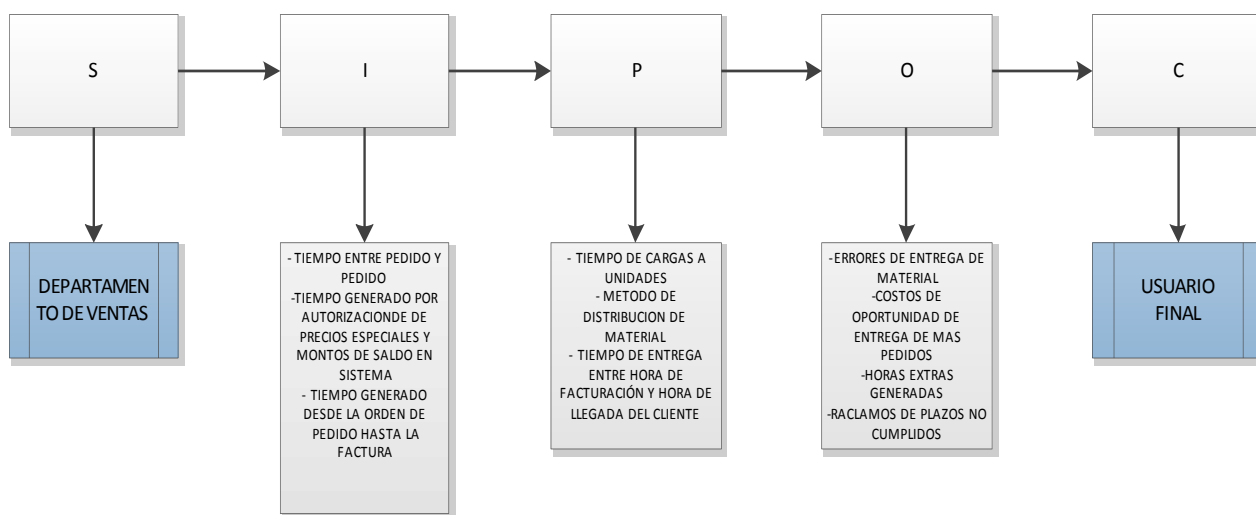 S
I
P
O
C
DEPARTAMEN
TO DE VENTAS
- TIEMPO ENTRE PEDIDO Y
PEDIDO
-TIEMPO GENERADO POR
AUTORIZACIONDE DE
PRECIOS ESPECIALES Y
MONTOS DE SALDO EN
SISTEMA
- TIEMPO GENERADO
DESDE LA ORDEN DE
PEDIDO HASTA LA
FACTURA
- TIEMPO DE CARGAS A
UNIDADES
- METODO DE
DISTRIBUCION DE
MATERIAL
- TIEMPO DE ENTREGA
ENTRE HORA DE
FACTURACIÓN Y HORA DE
LLEGADA DEL CLIENTE
-ERRORES DE ENTREGA DE
MATERIAL
-COSTOS DE
OPORTUNIDAD DE
ENTREGA DE MAS
PEDIDOS
-HORAS EXTRAS
GENERADAS
-RACLAMOS DE PLAZOS NO
CUMPLIDOS
USUARIO
FINAL